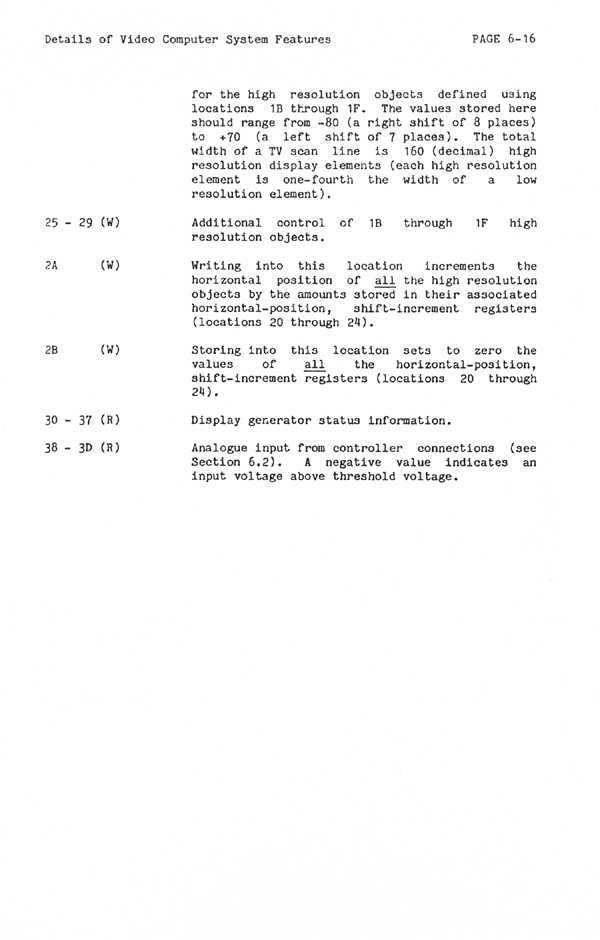 Details of Video Computer System Features PAGE 6-16
for the high resolution objects defined using
locations 1B through 1F. The values stored here
should range from -80 (a right shift of 8 places)
to +70 (a left shift of 7 places). The total
width of a TV scan line is 160 (decimal) high
resolution display elements (each high resolution
element is one-fourth the width of a low
resolution element).
25 - 29 (W) Additional control of 1B through 1F high
resolution objects.
2A (W) Writing into this location increments the
horizontal position of all the high resolution
objects by the amounts stored in their associated
horizontal-position, shift-increment registers
(locations 20 through 24).
2B (W) Storing into this location sets to zero the
values of all the horizontal-position,
shift-increment registers (locations 20 through
24).
30 - 37 (R) Display generator status information.
38 - 3D (R) Analogue input from controller connections (see
Section 6.2). A negative value indicates an
input voltage above threshold voltage.